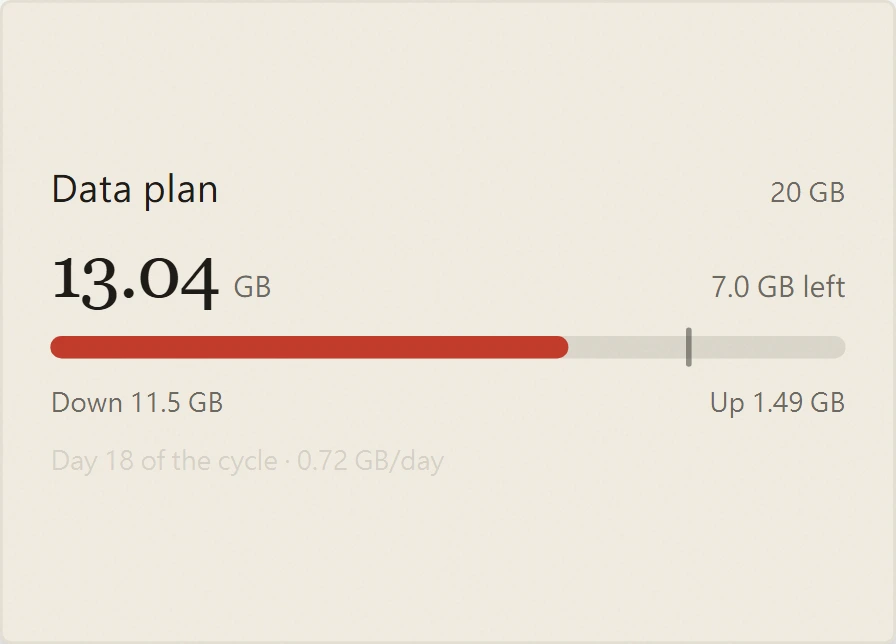 Data plan 20 GB
13.04 GB 7.0 GB left
Down 11.5 GB Up 1.49 GB
Day 18 of the cycle · 0.72 GB/day